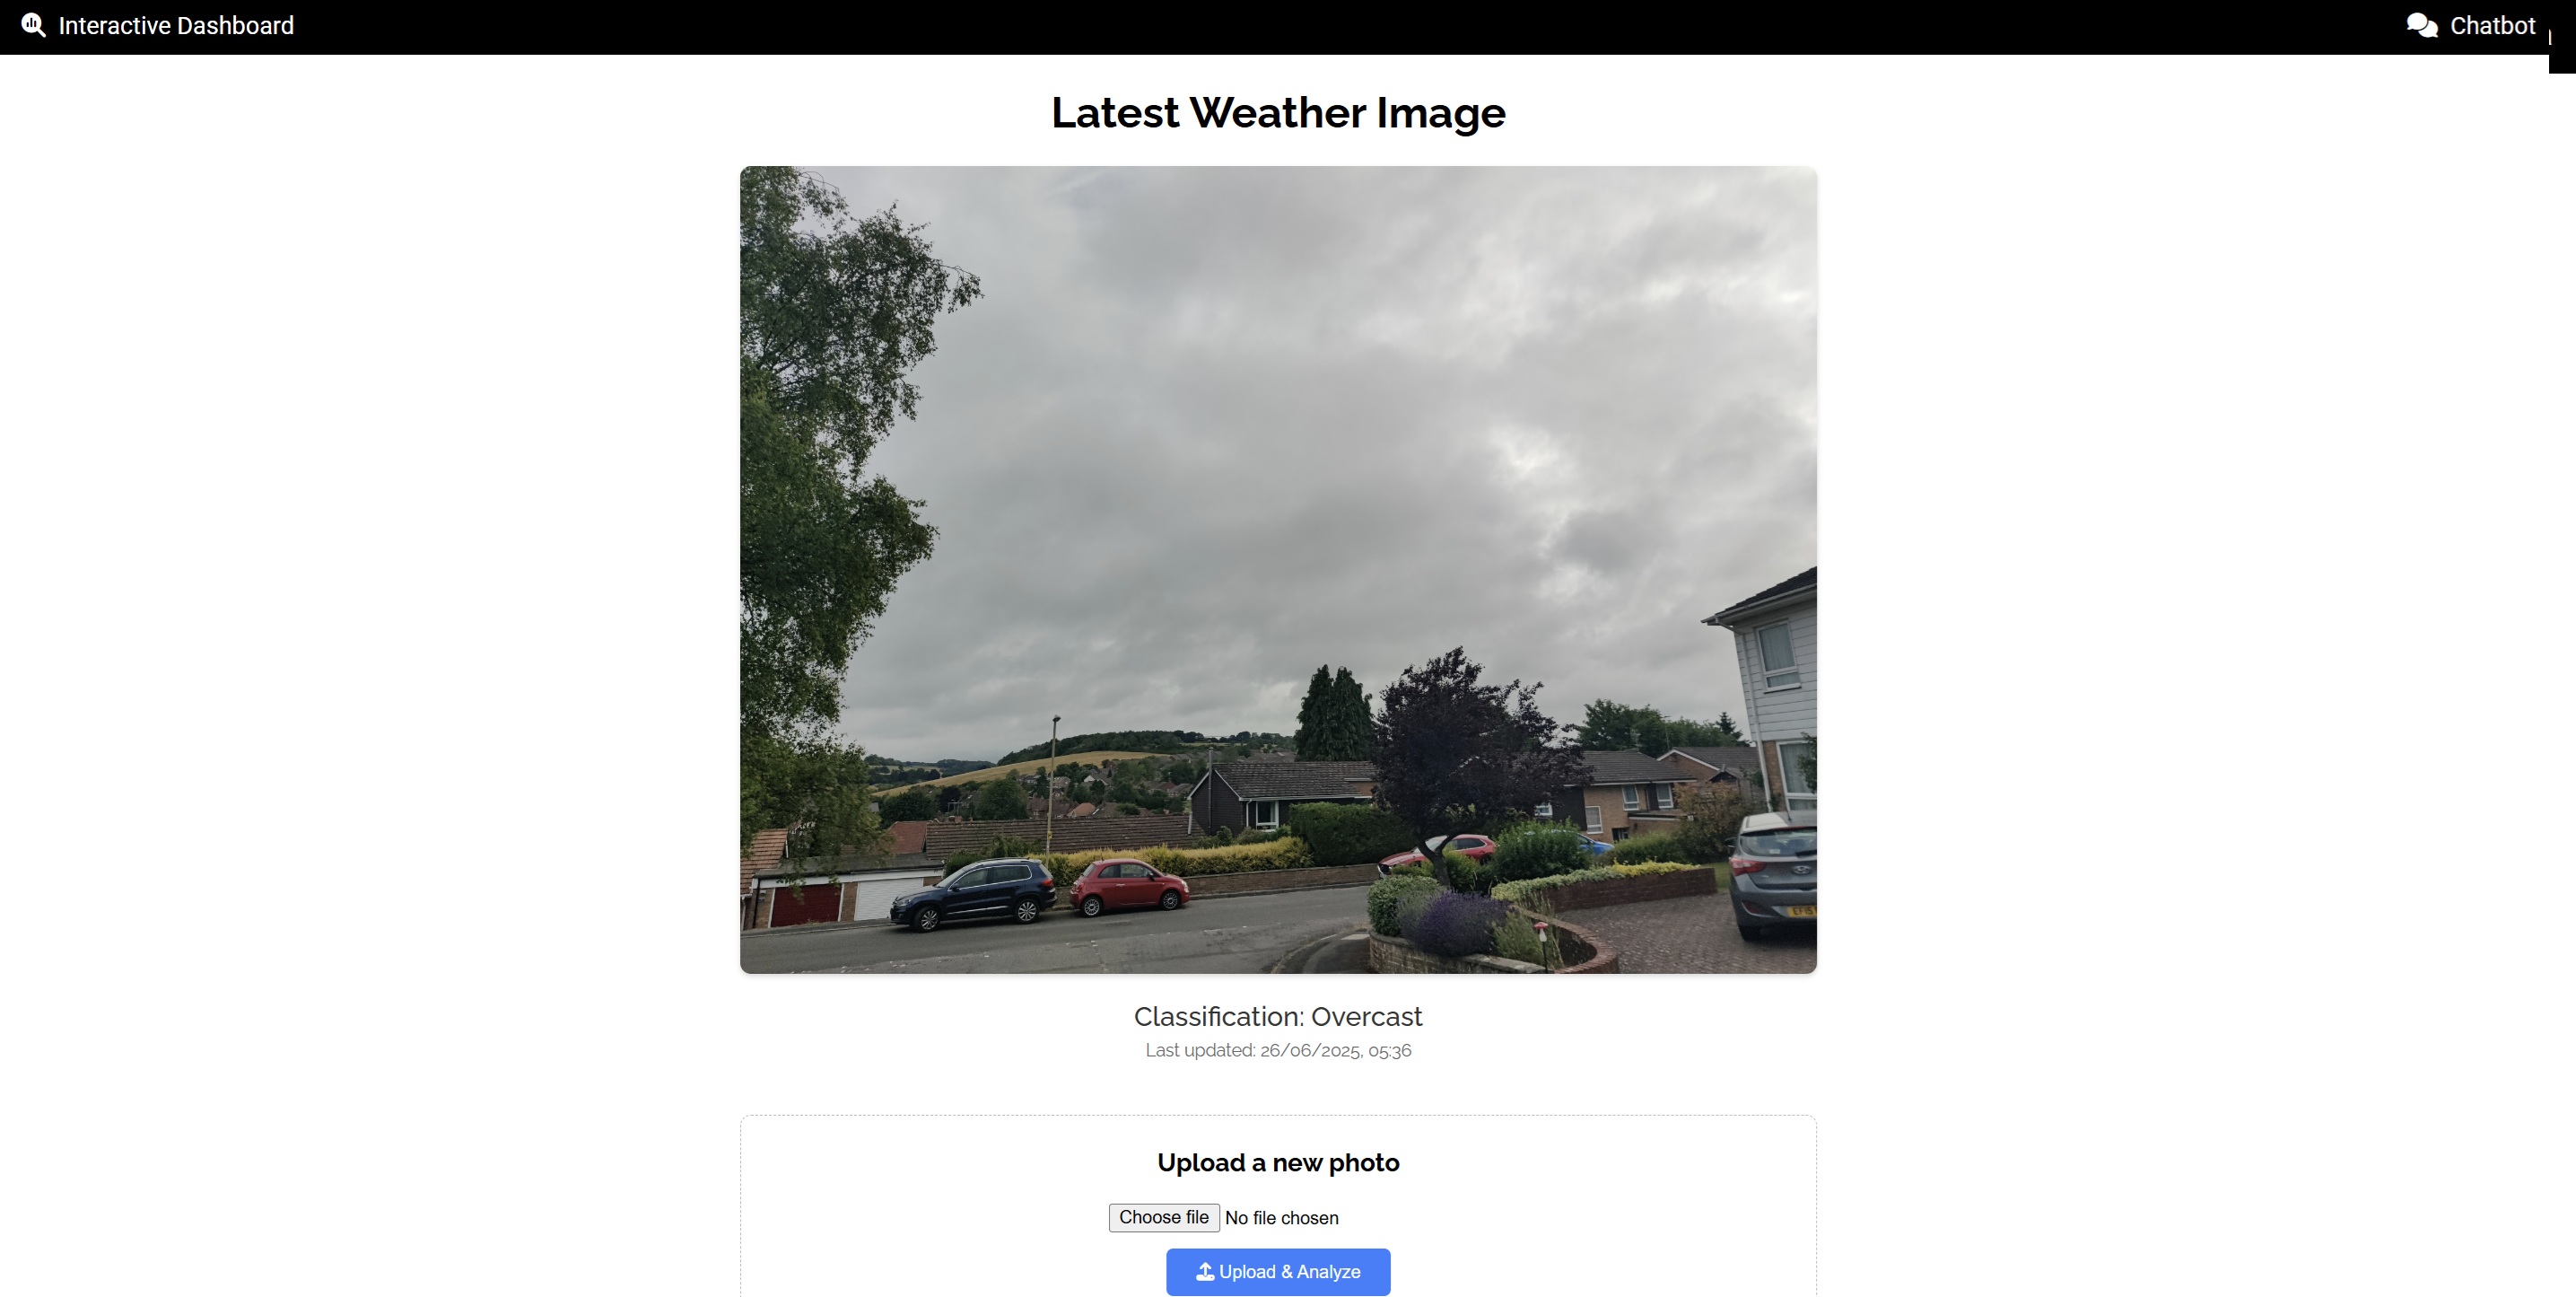 Interactive Dashboard
Chatbot
Latest Weather Image
Classification: Overcast
Last updated: 26/06/2025, 05:36
Upload a new photo
Choose file No file chosen
Upload & Analyze